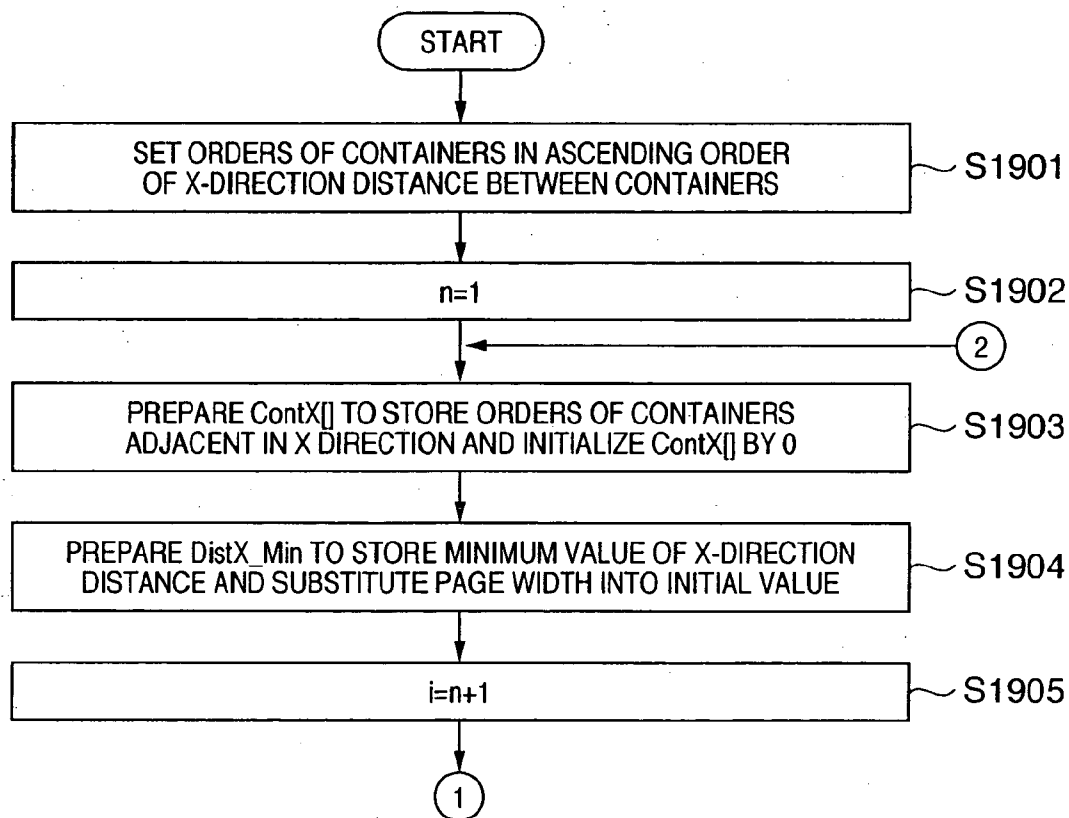 START
SET ORDERS OF CONTAINERS IN ASCENDING ORDER
OF X-DIRECTION DISTANCE BETWEEN CONTAINERS
S1901
n=1
S1902
2
PREPARE ContX[] TO STORE ORDERS OF CONTAINERS
ADJACENT IN X DIRECTION AND INITIALIZE ContX[] BY 0
S1903
PREPARE DistX_Min TO STORE MINIMUM VALUE OF X-DIRECTION
DISTANCE AND SUBSTITUTE PAGE WIDTH INTO INITIAL VALUE
S1904
i=n+1
S1905
1